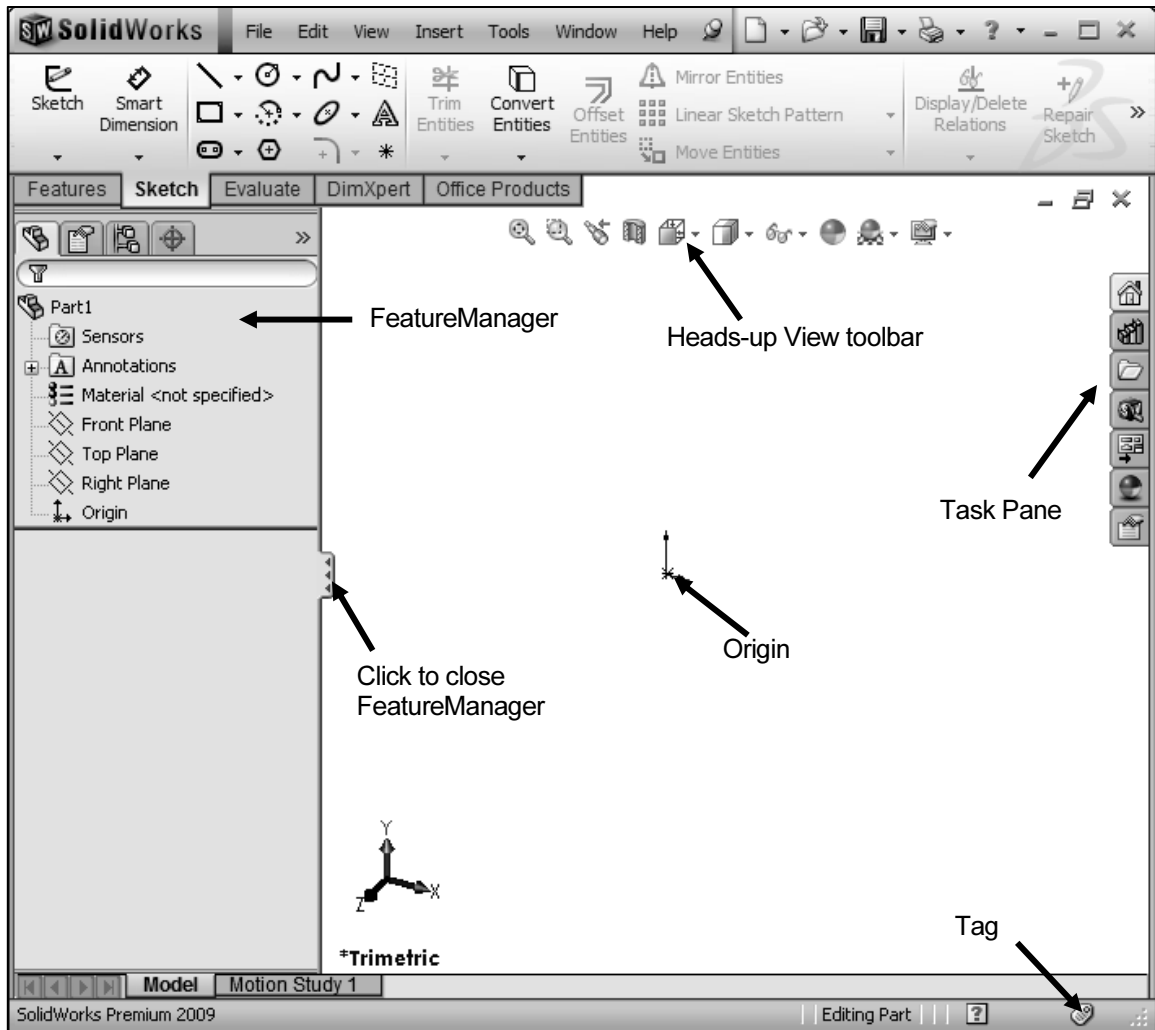 SW SolidWorks File Edit View Insert Tools Window Help ?
Sketch
Smart
Dimension
Trim
Entities
Convert
Entities
Offset
Entities
Mirror Entities
Linear Sketch Pattern
Move Entities
Display/Delete
Relations
Repair
Sketch
»
Features Sketch Evaluate DimXpert Office Products
»
Part1
Sensors
A Annotations
Material <not specified>
Front Plane
Top Plane
Right Plane
Origin
FeatureManager
Heads-up View toolbar
Task Pane
Origin
Click to close
FeatureManager
Y
X
Z
*Trimetric
Tag
Model Motion Study 1
SolidWorks Premium 2009 Editing Part ?